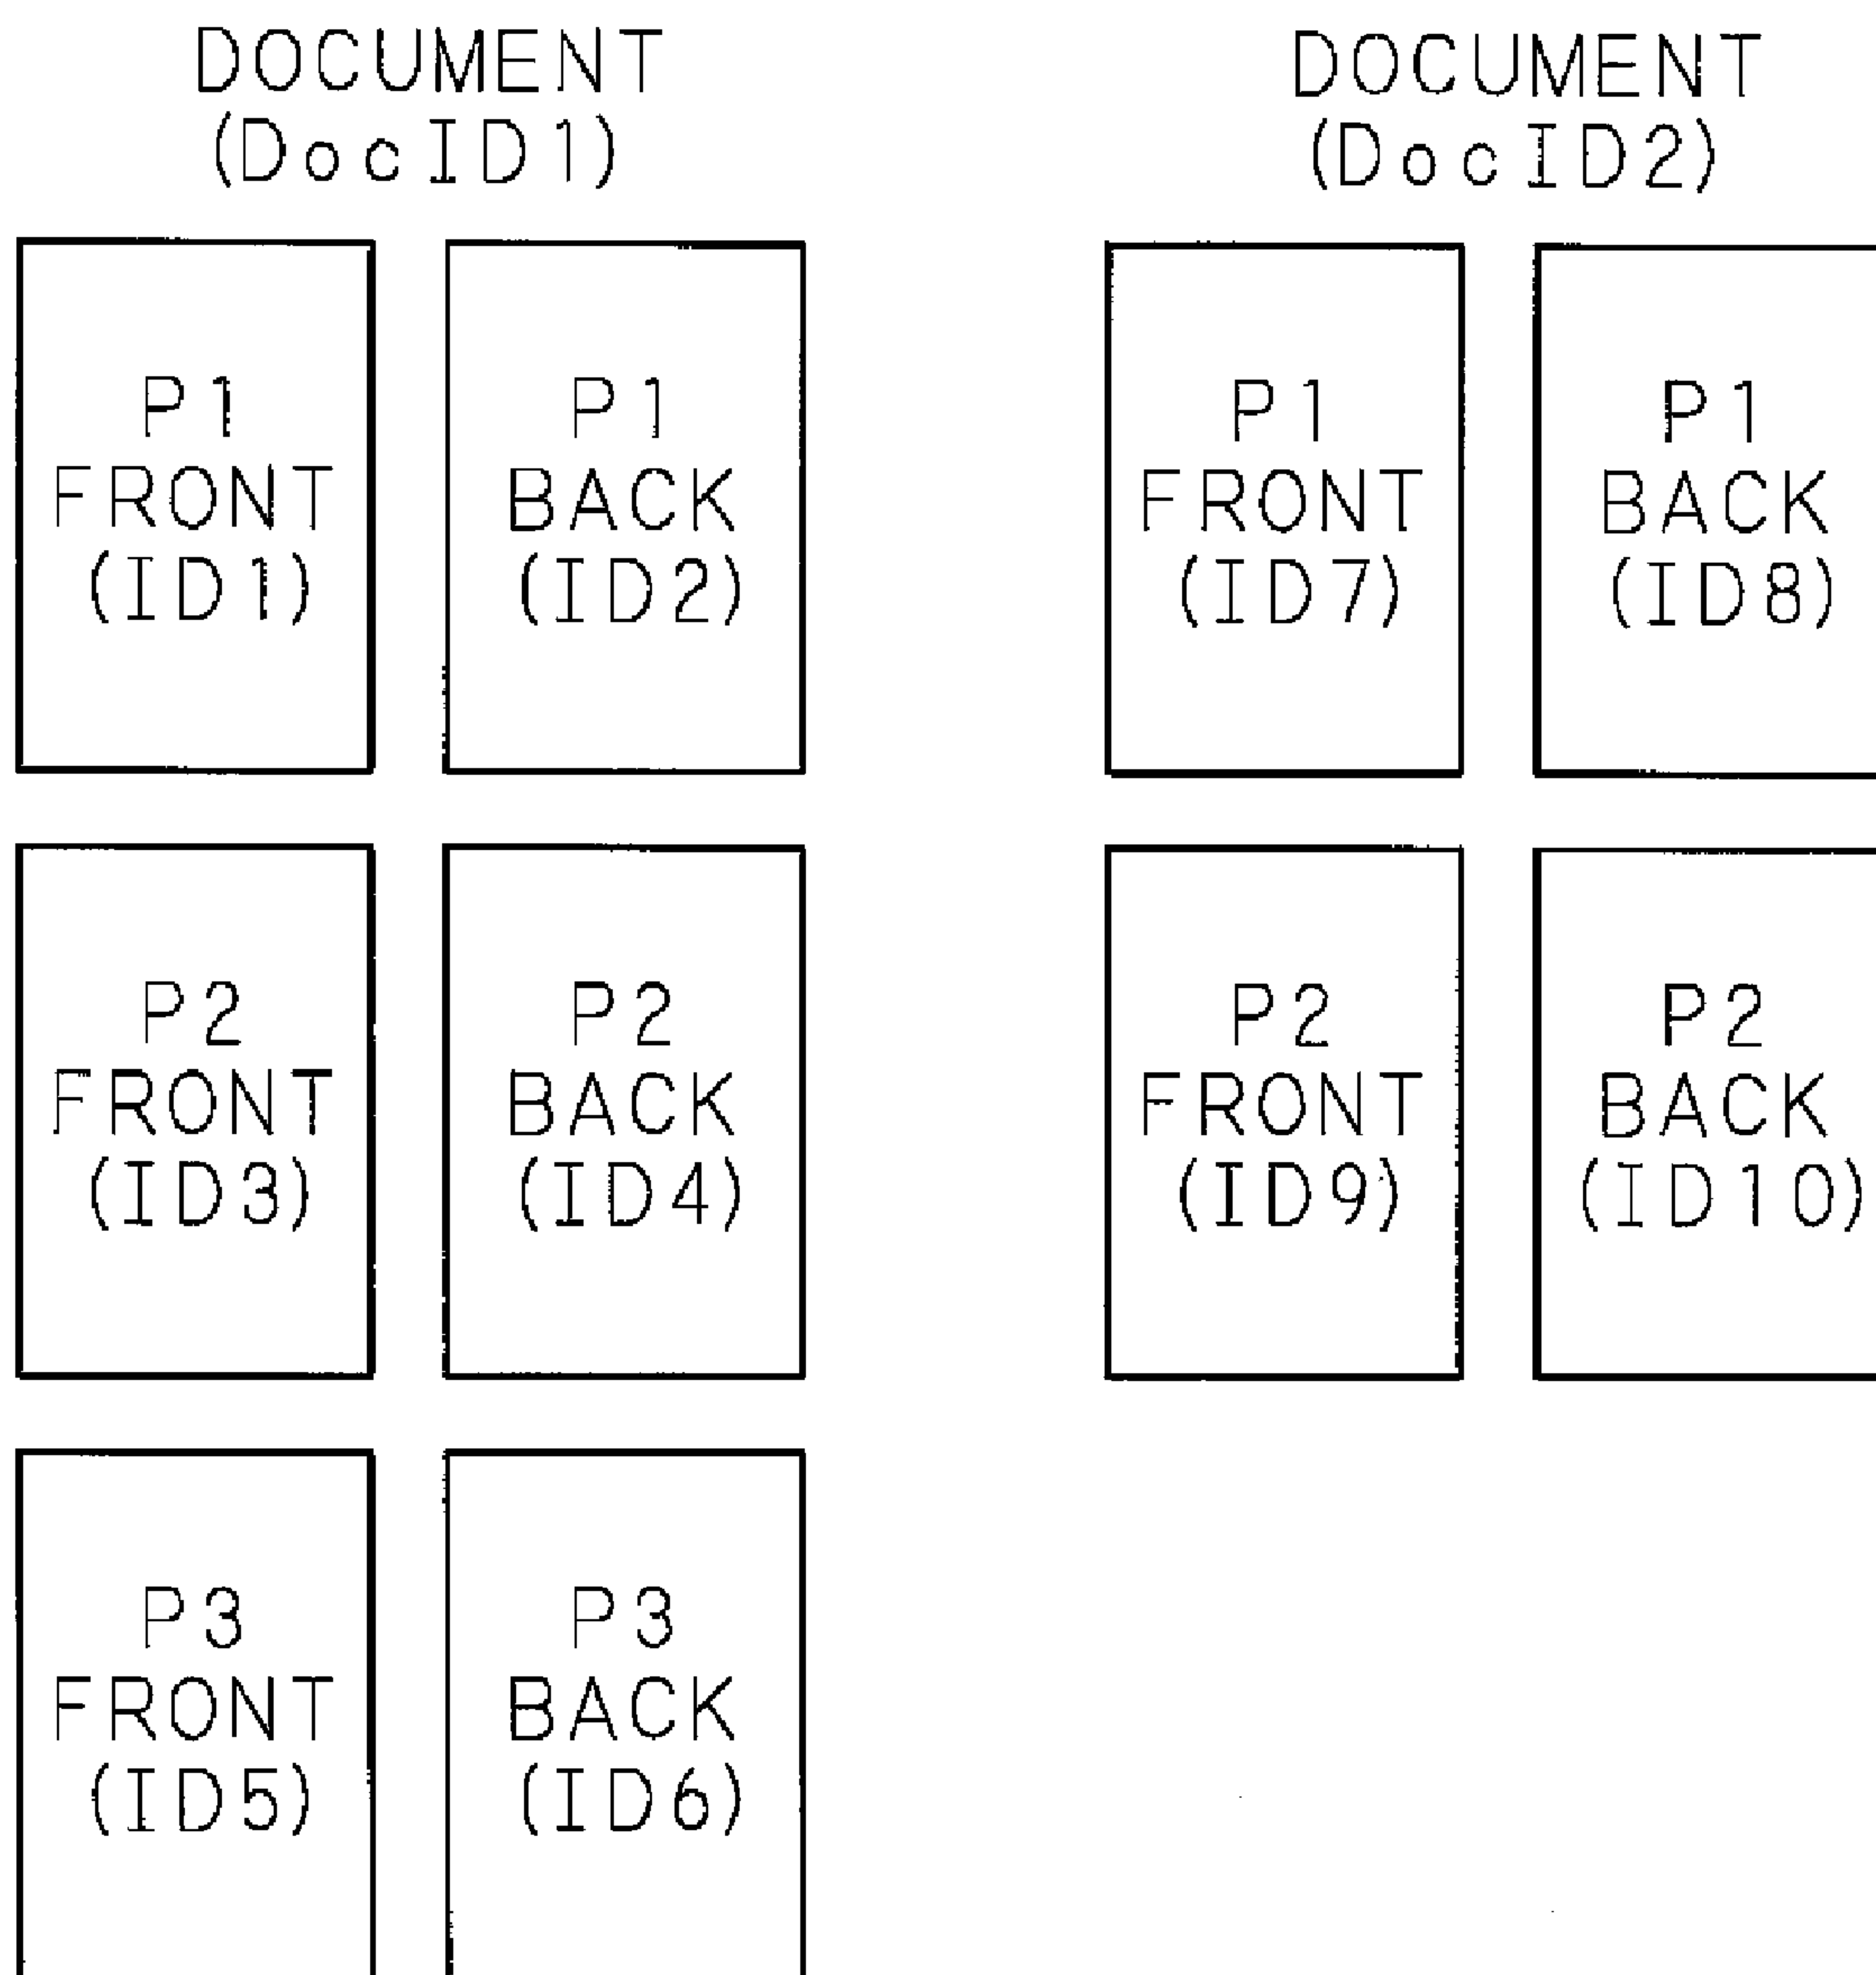 DOCUMENT
(DocID1)
P1
FRONT
(ID1)
P1
BACK
(ID2)
P2
FRONT
(ID3)
P2
BACK
(ID4)
P3
FRONT
(ID5)
P3
BACK
(ID6)
DOCUMENT
(DocID2)
P1
FRONT
(ID7)
P1
BACK
(ID8)
P2
FRONT
(ID9)
P2
BACK
(ID10)